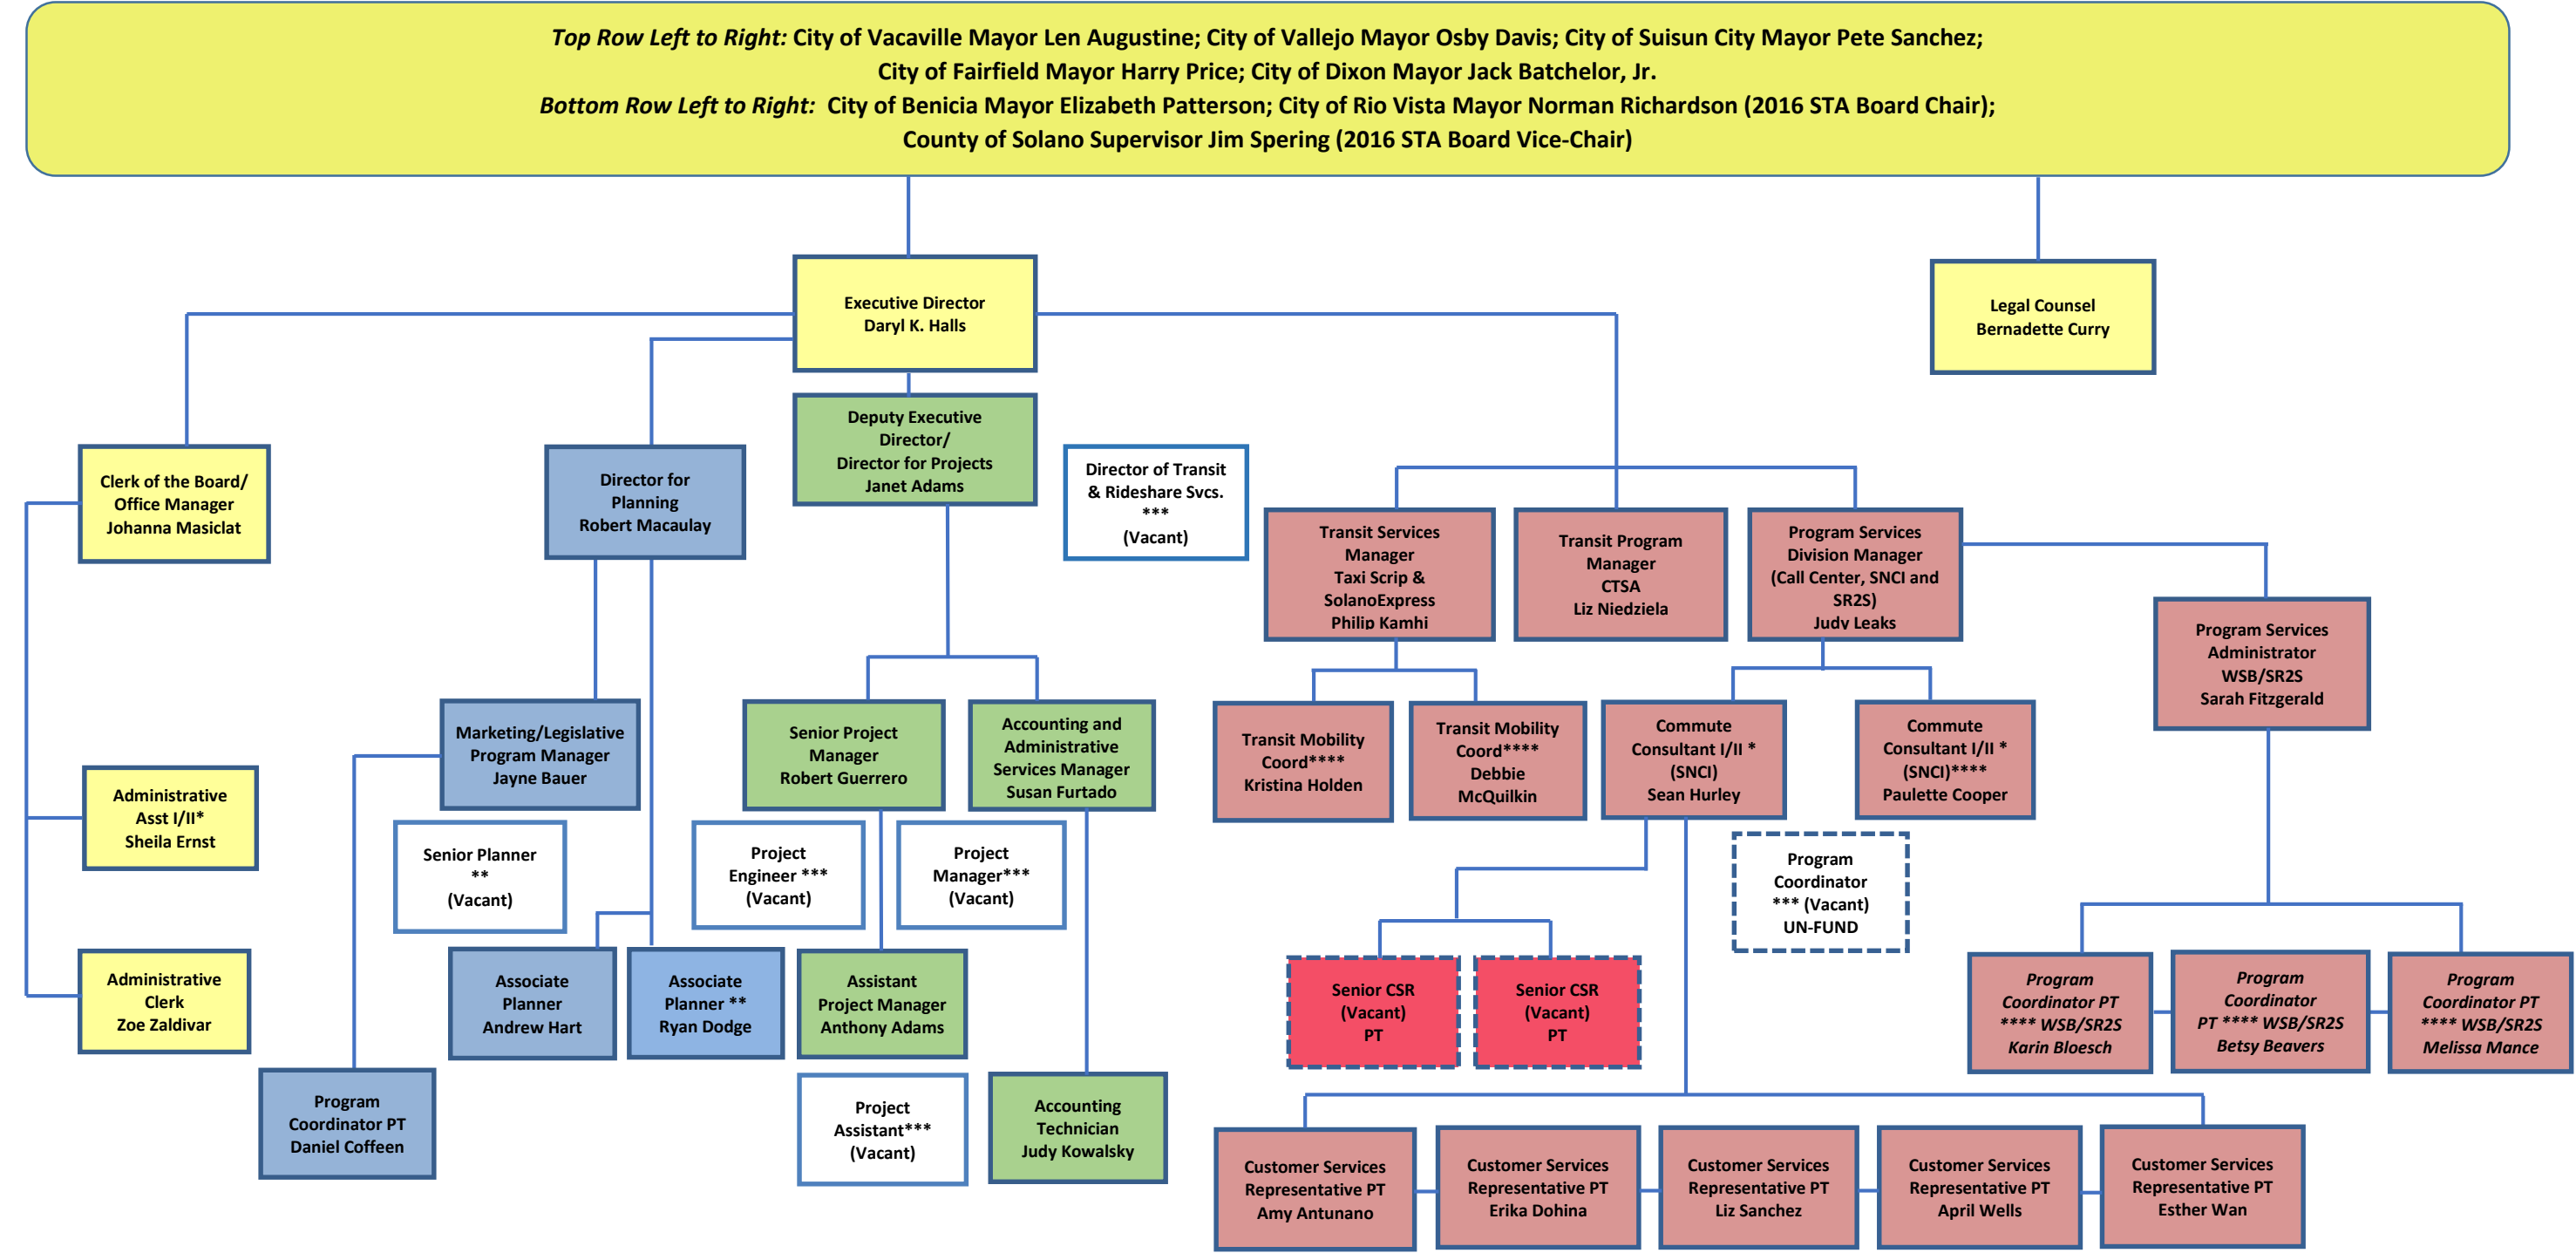 Top Row Left to Right: City of Vacaville Mayor Len Augustine; City of Vallejo Mayor Osby Davis; City of Suisun City Mayor Pete Sanchez;
City of Fairfield Mayor Harry Price; City of Dixon Mayor Jack Batchelor, Jr.
Bottom Row Left to Right: City of Benicia Mayor Elizabeth Patterson; City of Rio Vista Mayor Norman Richardson (2016 STA Board Chair);
County of Solano Supervisor Jim Spering (2016 STA Board Vice-Chair)
Executive Director
Daryl K. Halls
Legal Counsel
Bernadette Curry
Deputy Executive
Director/
Director for Projects
Janet Adams
Clerk of the Board/
Office Manager
Johanna Masiclat
Director for
Planning
Robert Macaulay
Director of Transit
& Rideshare Svcs.
***
(Vacant)
Transit Services
Manager
Taxi Scrip &
SolanoExpress
Philip Kamhi
Transit Program
Manager
CTSA
Liz Niedziela
Program Services
Division Manager
(Call Center, SNCI and
SR2S)
Judy Leaks
Program Services
Administrator
WSB/SR2S
Sarah Fitzgerald
Marketing/Legislative
Program Manager
Jayne Bauer
Senior Project
Manager
Robert Guerrero
Accounting and
Administrative
Services Manager
Susan Furtado
Transit Mobility
Coord****
Kristina Holden
Transit Mobility
Coord****
Debbie
McQuilkin
Commute
Consultant I/II *
(SNCI)
Sean Hurley
Commute
Consultant I/II *
(SNCI)****
Paulette Cooper
Administrative
Asst I/II*
Sheila Ernst
Senior Planner
**
(Vacant)
Project
Engineer ***
(Vacant)
Project
Manager***
(Vacant)
Program
Coordinator
*** (Vacant)
UN-FUND
Administrative
Clerk
Zoe Zaldivar
Associate
Planner
Andrew Hart
Associate
Planner **
Ryan Dodge
Assistant
Project Manager
Anthony Adams
Senior CSR
(Vacant)
PT
Senior CSR
(Vacant)
PT
Program
Coordinator PT
**** WSB/SR2S
Karin Bloesch
Program
Coordinator
PT **** WSB/SR2S
Betsy Beavers
Program
Coordinator PT
**** WSB/SR2S
Melissa Mance
Program
Coordinator PT
Daniel Coffeen
Project
Assistant***
(Vacant)
Accounting
Technician
Judy Kowalsky
Customer Services
Representative PT
Amy Antunano
Customer Services
Representative PT
Erika Dohina
Customer Services
Representative PT
Liz Sanchez
Customer Services
Representative PT
April Wells
Customer Services
Representative PT
Esther Wan